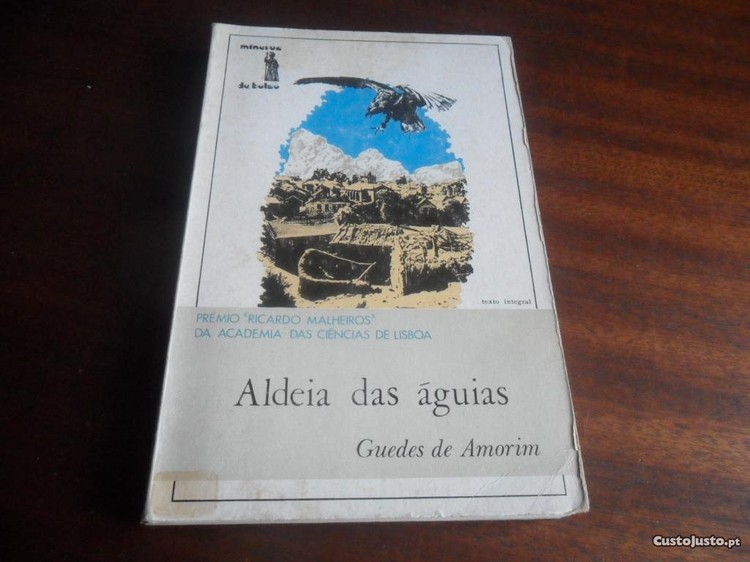 minerva
de bolso
texto integral
PRÉMIO "RICARDO MALHEIROS"
DA ACADEMIA DAS CIÊNCIAS DE LISBOA
Aldeia das águias
Guedes de Amorim
CustoJusto.pt